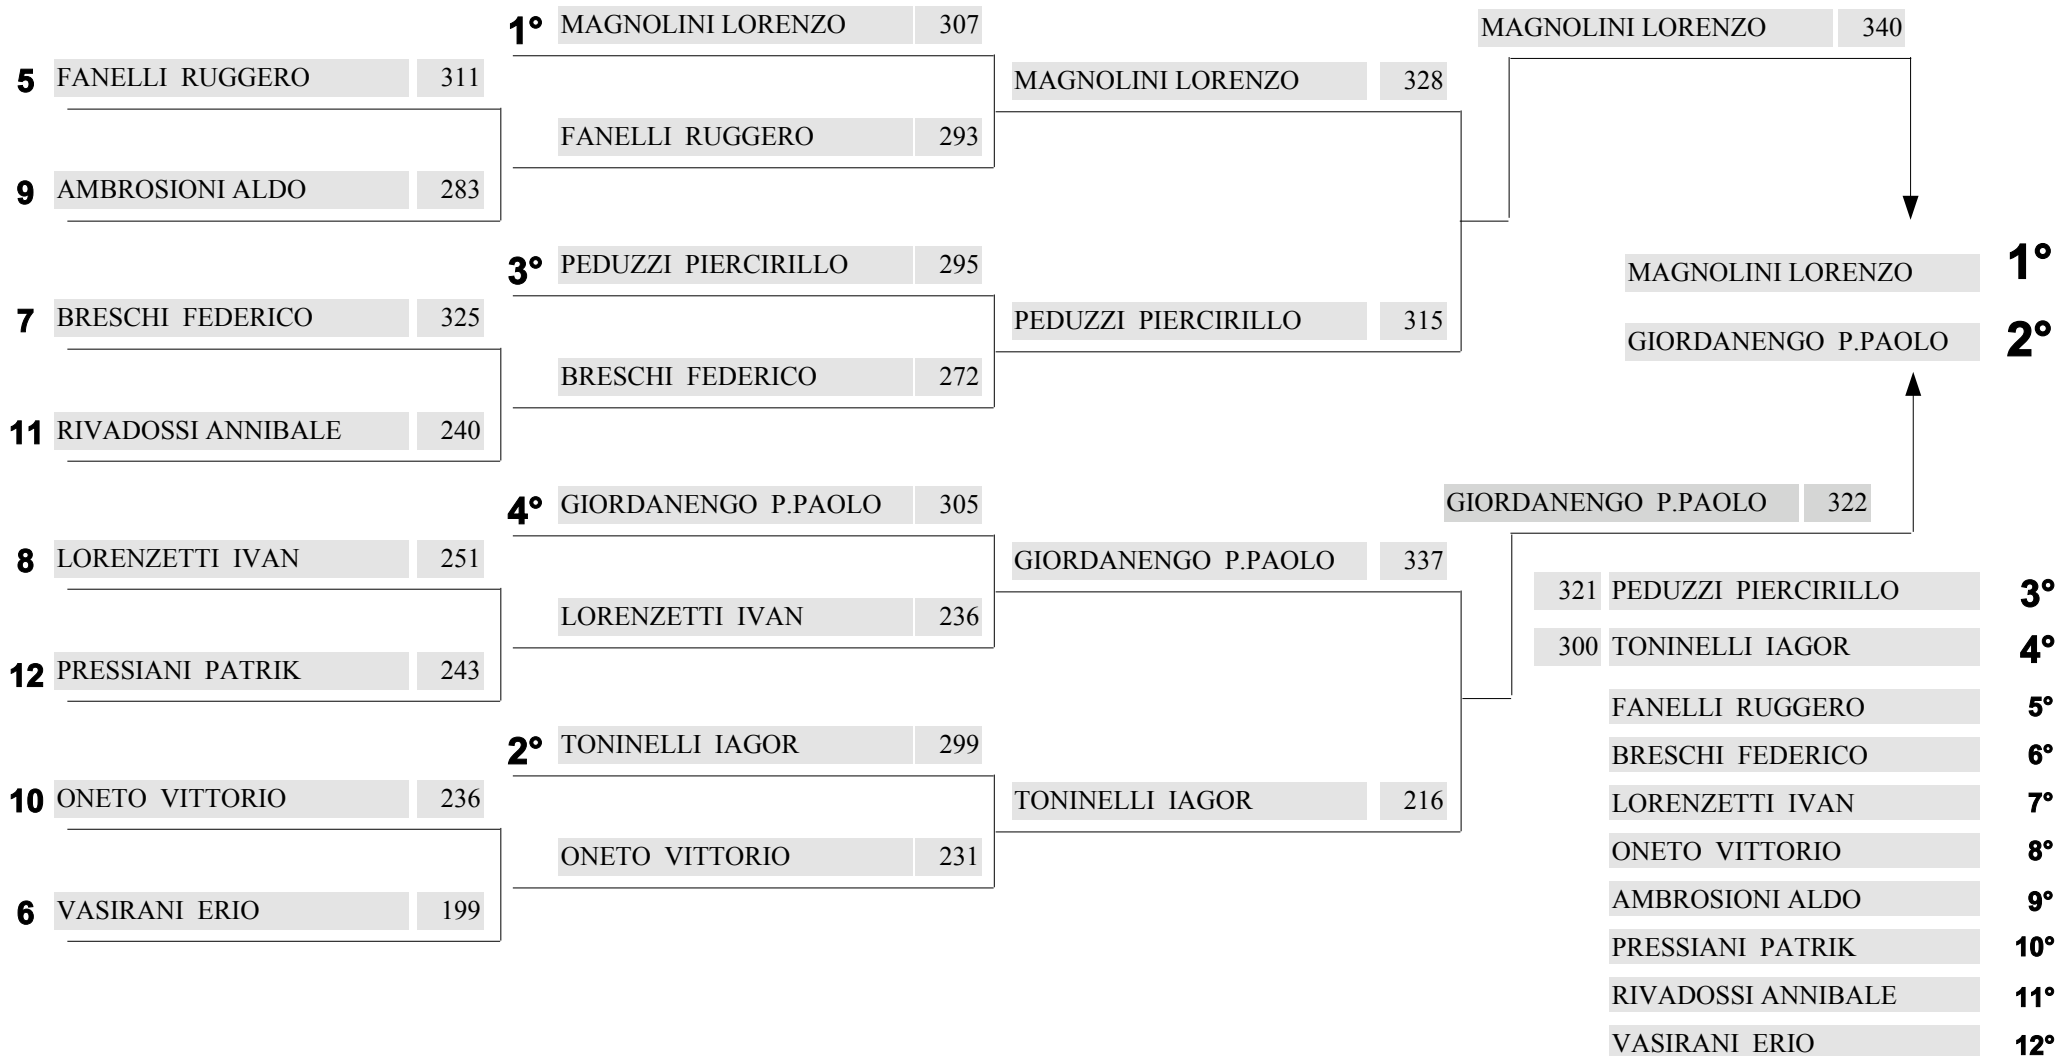 5 FANELLI RUGGERO 311
9 AMBROSIONI ALDO 283
7 BRESCHI FEDERICO 325
11 RIVADOSSI ANNIBALE 240
8 LORENZETTI IVAN 251
12 PRESSIANI PATRIK 243
10 ONETO VITTORIO 236
6 VASIRANI ERIO 199
1° MAGNOLINI LORENZO 307
FANELLI RUGGERO 293
3° PEDUZZI PIERCIRILLO 295
BRESCHI FEDERICO 272
4° GIORDANENGO P.PAOLO 305
LORENZETTI IVAN 236
2° TONINELLI IAGOR 299
ONETO VITTORIO 231
MAGNOLINI LORENZO 328
PEDUZZI PIERCIRILLO 315
GIORDANENGO P.PAOLO 337
TONINELLI IAGOR 216
MAGNOLINI LORENZO 340
GIORDANENGO P.PAOLO 322
MAGNOLINI LORENZO 1°
GIORDANENGO P.PAOLO 2°
321 PEDUZZI PIERCIRILLO 3°
300 TONINELLI IAGOR 4°
FANELLI RUGGERO 5°
BRESCHI FEDERICO 6°
LORENZETTI IVAN 7°
ONETO VITTORIO 8°
AMBROSIONI ALDO 9°
PRESSIANI PATRIK 10°
RIVADOSSI ANNIBALE 11°
VASIRANI ERIO 12°